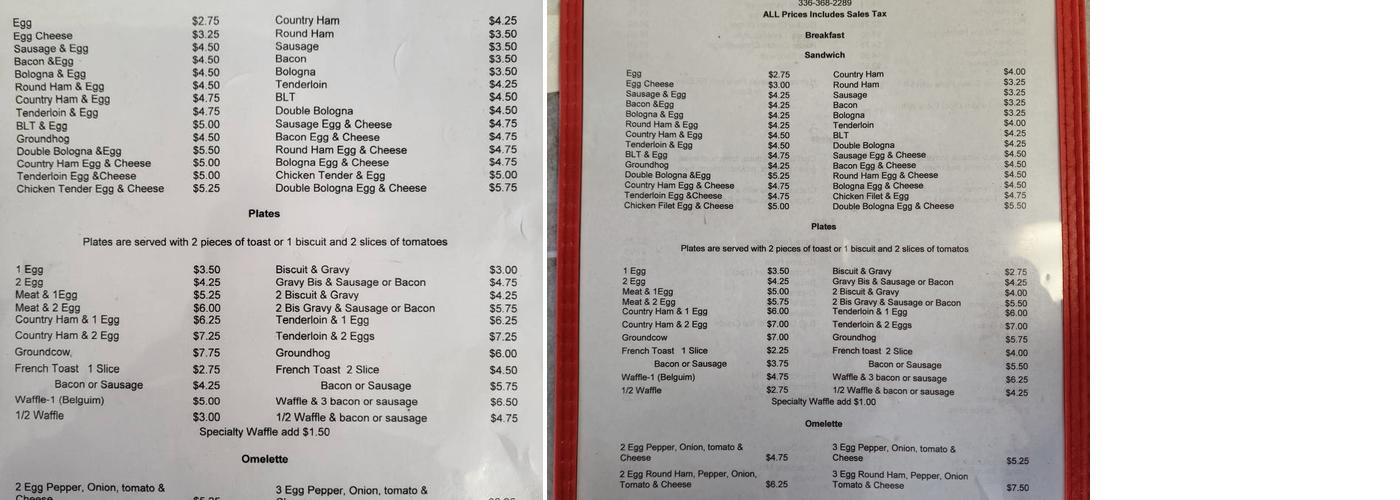 Egg $2.75 Country Ham $4.25
Egg Cheese $3.25 Round Ham $3.50
Sausage & Egg $4.50 Sausage $3.50
Bacon &Egg $4.50 Bacon $3.50
Bologna & Egg $4.50 Bologna $3.50
Round Ham & Egg $4.50 Tenderloin $4.25
Country Ham & Egg $4.75 BLT $4.50
Tenderloin & Egg $4.75 Double Bologna $4.50
BLT & Egg $5.00 Sausage Egg & Cheese $4.75
Groundhog $4.50 Bacon Egg & Cheese $4.75
Double Bologna &Egg $5.50 Round Ham Egg & Cheese $4.75
Country Ham Egg & Cheese $5.00 Bologna Egg & Cheese $4.75
Tenderloin Egg &Cheese $5.00 Chicken Tender & Egg $5.00
Chicken Tender Egg & Cheese $5.25 Double Bologna Egg & Cheese $5.75
Plates
Plates are served with 2 pieces of toast or 1 biscuit and 2 slices of tomatoes
1 Egg $3.50 Biscuit & Gravy $3.00
2 Egg $4.25 Gravy Bis & Sausage or Bacon $4.75
Meat & 1Egg $5.25 2 Biscuit & Gravy $4.25
Meat & 2 Egg $6.00 2 Bis Gravy & Sausage or Bacon $5.75
Country Ham & 1 Egg $6.25 Tenderloin & 1 Egg $6.25
Country Ham & 2 Egg $7.25 Tenderloin & 2 Eggs $7.25
Groundcow, $7.75 Groundhog $6.00
French Toast 1 Slice $2.75 French Toast 2 Slice $4.50
Bacon or Sausage $4.25 Bacon or Sausage $5.75
Waffle-1 (Belguim) $5.00 Waffle & 3 bacon or sausage $6.50
1/2 Waffle $3.00 1/2 Waffle & bacon or sausage $4.75
Specialty Waffle add $1.50
Omelette
2 Egg Pepper, Onion, tomato & 3 Egg Pepper, Onion, tomato &
Cheese
336-368-2289
ALL Prices Includes Sales Tax
Breakfast
Sandwich
Egg $2.75 Country Ham $4.00
Egg Cheese $3.00 Round Ham $3.25
Sausage & Egg $4.25 Sausage $3.25
Bacon &Egg $4.25 Bacon $3.25
Bologna & Egg $4.25 Bologna $3.25
Round Ham & Egg $4.25 Tenderloin $4.00
Country Ham & Egg $4.50 BLT $4.25
Tenderloin & Egg $4.50 Double Bologna $4.25
BLT & Egg $4.75 Sausage Egg & Cheese $4.50
Groundhog $4.25 Bacon Egg & Cheese $4.50
Double Bologna &Egg $5.25 Round Ham Egg & Cheese $4.50
Country Ham Egg & Cheese $4.75 Bologna Egg & Cheese $4.50
Tenderloin Egg &Cheese $4.75 Chicken Filet & Egg $4.75
Chicken Filet Egg & Cheese $5.00 Double Bologna Egg & Cheese $5.50
Plates
Plates are served with 2 pieces of toast or 1 biscuit and 2 slices of tomatos
1 Egg $3.50 Biscuit & Gravy $2.75
2 Egg $4.25 Gravy Bis & Sausage or Bacon $4.25
Meat & 1Egg $5.00 2 Biscuit & Gravy $4.00
Meat & 2 Egg $5.75 2 Bis Gravy & Sausage or Bacon $5.50
Country Ham & 1 Egg $6.00 Tenderloin & 1 Egg $6.00
Country Ham & 2 Egg $7.00 Tenderloin & 2 Eggs $7.00
Groundcow $7.00 Groundhog $5.75
French Toast 1 Slice $2.25 French toast 2 Slice $4.00
Bacon or Sausage $3.75 Bacon or Sausage $5.50
Waffle-1 (Belguim) $4.75 Waffle & 3 bacon or sausage $6.25
1/2 Waffle $2.75 1/2 Waffle & bacon or sausage $4.25
Specialty Waffle add $1.00
Omelette
2 Egg Pepper, Onion, tomato & 3 Egg Pepper, Onion, tomato &
Cheese $4.75 Cheese $5.25
2 Egg Round Ham, Pepper, Onion, 3 Egg Round Ham, Pepper, Onion
Tomato & Cheese $6.25 Tomato & Cheese $7.50